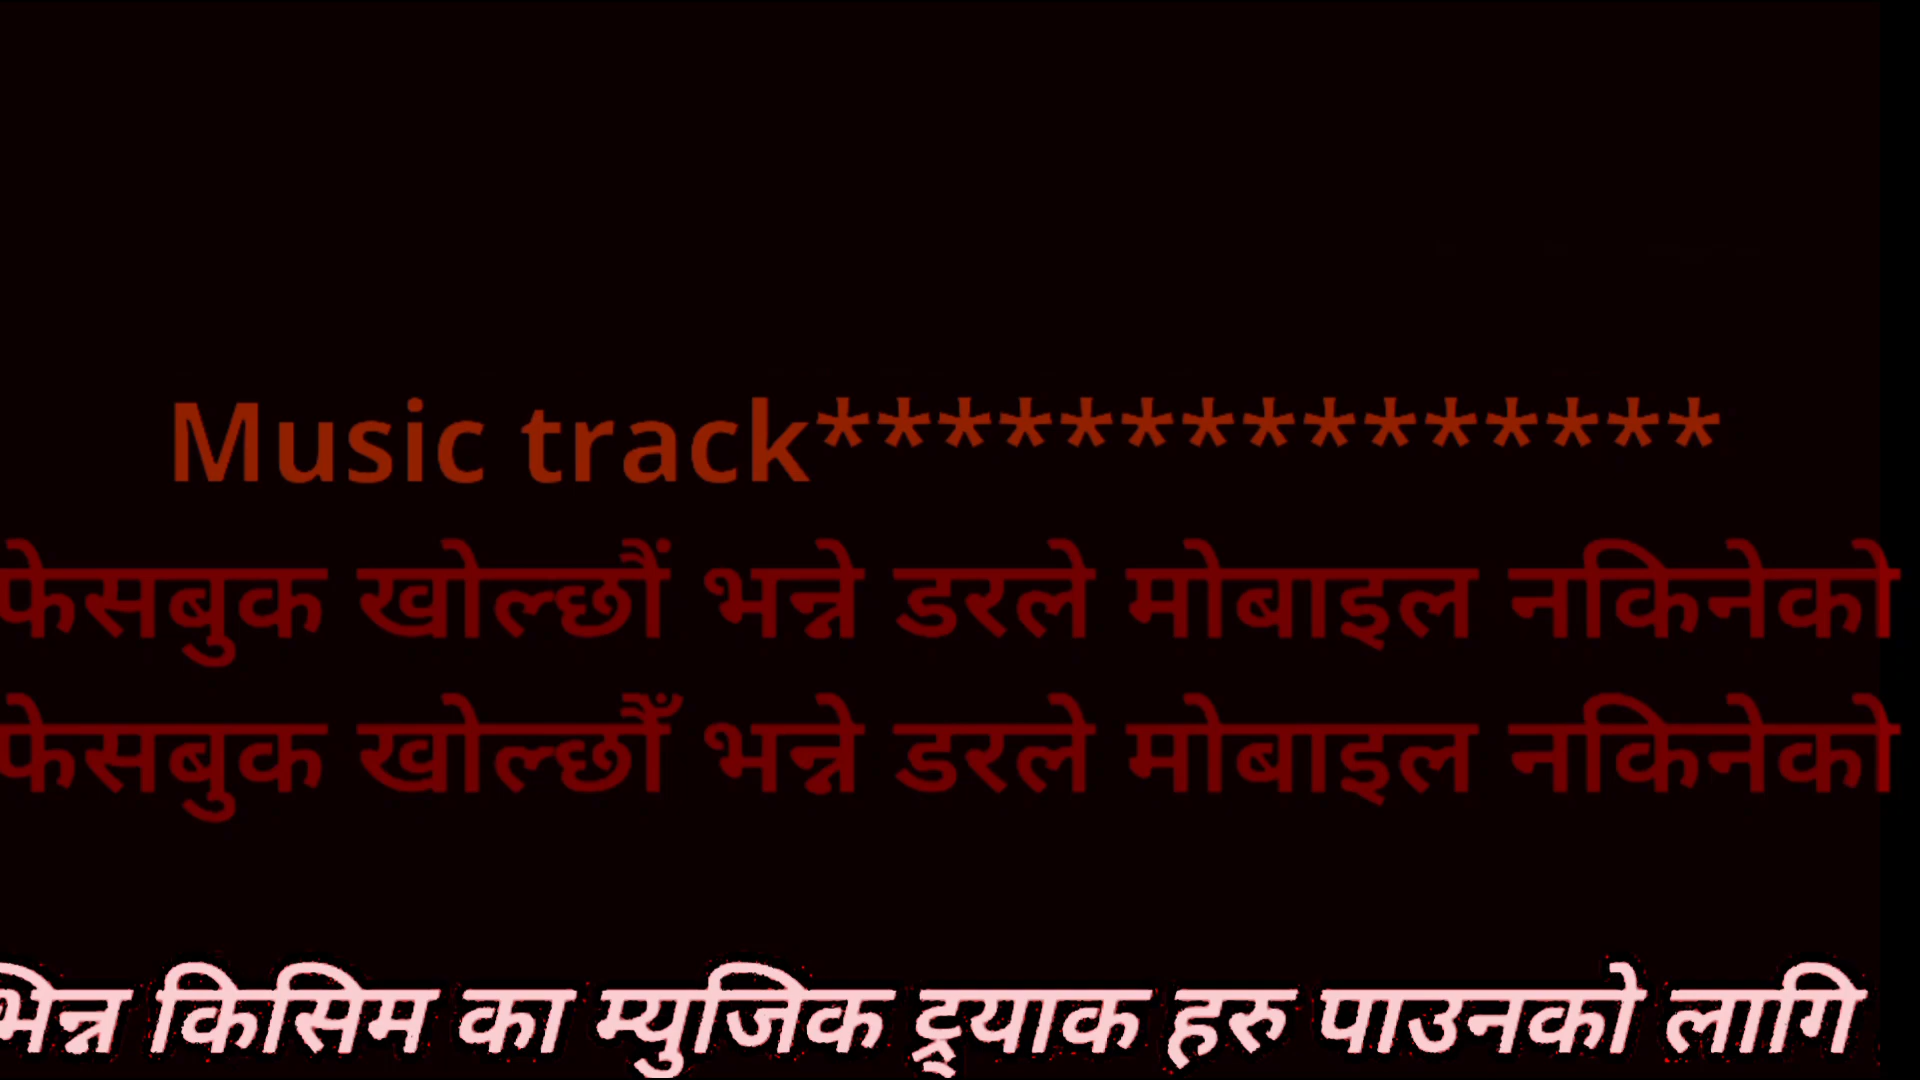 Music track***************
फेसबुक खोल्छौं भन्ने डरले मोबाइल नकिनेको
फेसबुक खोल्छौँ भन्ने डरले मोबाइल नकिनेको
किसिम का म्युजिक ट्र्याक हरु पाउनको लागि